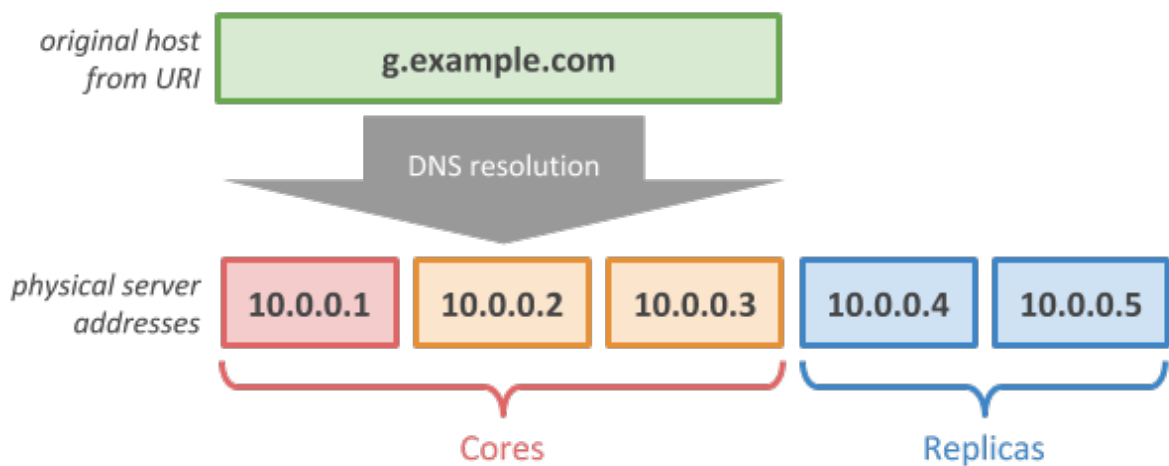 original host
from URI
g.example.com
DNS resolution
physical server
addresses
10.0.0.1
10.0.0.2
10.0.0.3
10.0.0.4
10.0.0.5
Cores
Replicas